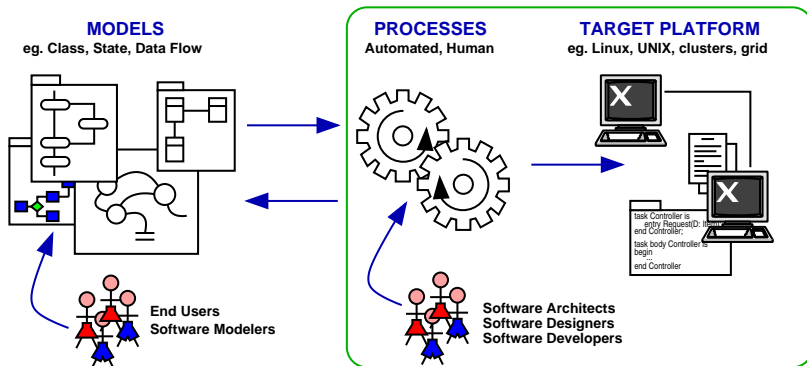 MODELS
eg. Class, State, Data Flow
PROCESSES
Automated, Human
TARGET PLATFORM
eg. Linux, UNIX, clusters, grid
X
X
task Controller is
entry Request(D: Item
end Controller;
task body Controller is
begin
...
end Controller
End Users
Software Modelers
Software Architects
Software Designers
Software Developers